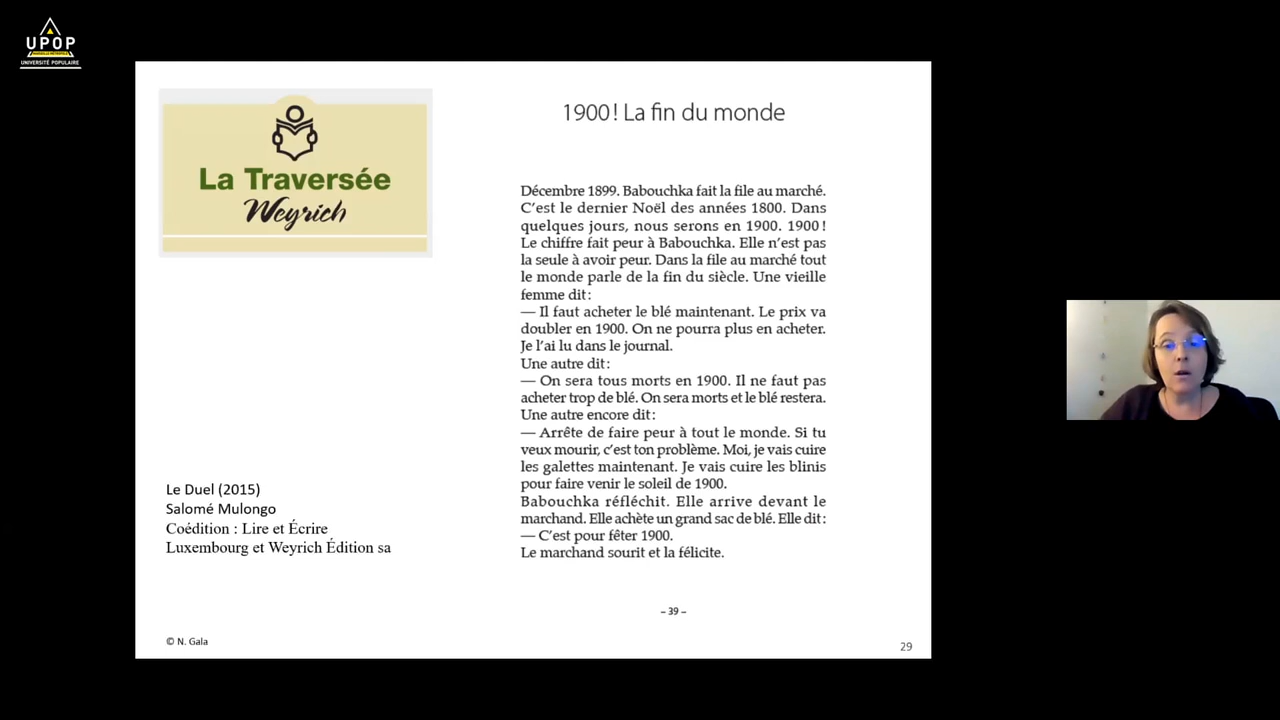 UPOP
UNIVERSITÉ POPULAIRE
La Traversée
Weyrich
Le Duel (2015)
Salomé Mulongo
Coédition : Lire et Écrire
Luxembourg et Weyrich Édition sa
© N. Gala
1900 ! La fin du monde
Décembre 1899. Babouchka fait la file au marché.
C’est le dernier Noël des années 1800. Dans
quelques jours, nous serons en 1900. 1900 !
Le chiffre fait peur à Babouchka. Elle n’est pas
la seule à avoir peur. Dans la file au marché tout
le monde parle de la fin du siècle. Une vieille
femme dit :
— Il faut acheter le blé maintenant. Le prix va
doubler en 1900. On ne pourra plus en acheter.
Je l’ai lu dans le journal.
Une autre dit :
— On sera tous morts en 1900. Il ne faut pas
acheter trop de blé. On sera morts et le blé restera.
Une autre encore dit :
— Arrête de faire peur à tout le monde. Si tu
veux mourir, c’est ton problème. Moi, je vais cuire
les galettes maintenant. Je vais cuire les blinis
pour faire venir le soleil de 1900.
Babouchka réfléchit. Elle arrive devant le
marchand. Elle achète un grand sac de blé. Elle dit :
— C’est pour fêter 1900.
Le marchand sourit et la félicite.
– 39 –
29